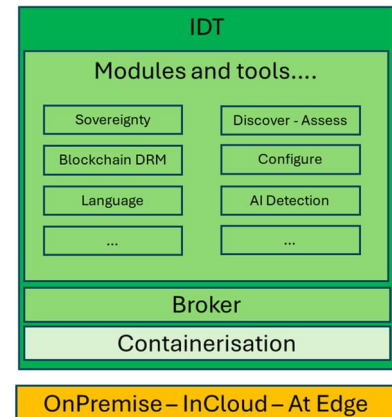 IDT
Modules and tools....
Sovereignty
Discover - Assess
Blockchain DRM
Configure
Language
AI Detection
...
...
Broker
Containerisation
OnPremise – InCloud – At Edge